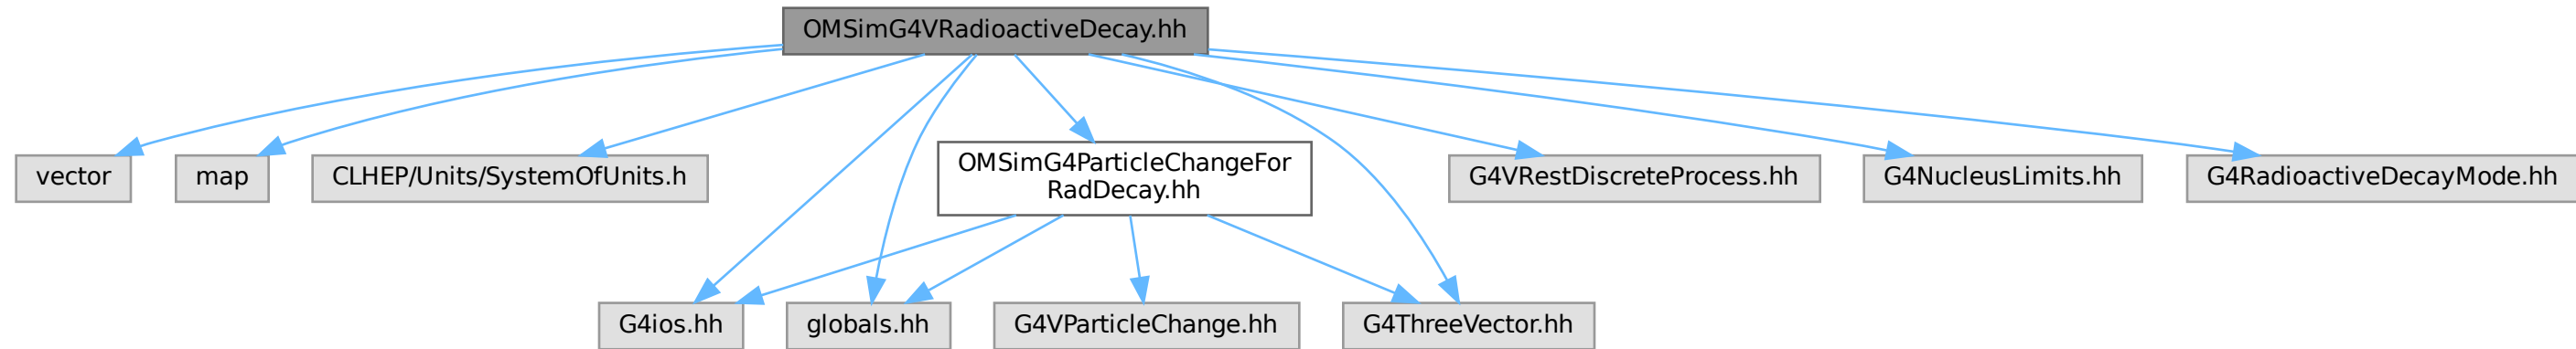 OMSimG4VRadioactiveDecay.hh
vector
map
CLHEP/Units/SystemOfUnits.h
OMSimG4ParticleChangeFor
RadDecay.hh
G4VRestDiscreteProcess.hh
G4NucleusLimits.hh
G4RadioactiveDecayMode.hh
G4ios.hh
globals.hh
G4VParticleChange.hh
G4ThreeVector.hh